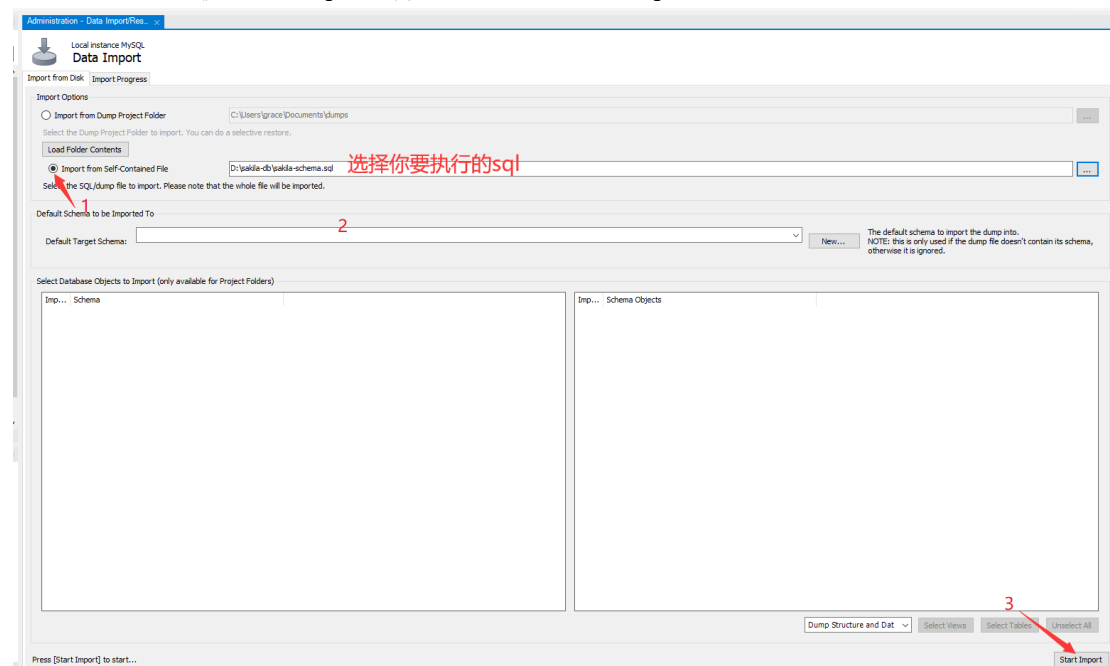 Administration - Data Import/Res... ×
Local instance MySQL
Data Import
Import from Disk Import Progress
Import Options
Import from Dump Project Folder C:\Users\grace\Documents\dumps ...
Select the Dump Project Folder to import. You can do a selective restore.
Load Folder Contents
Import from Self-Contained File D:\sakila-db\sakila-schema.sql 选择你要执行的sql ...
Select the SQL/dump file to import. Please note that the whole file will be imported.
1
Default Schema to be Imported To
2
Default Target Schema: New... The default schema to import the dump into.
NOTE: this is only used if the dump file doesn't contain its schema,
otherwise it is ignored.
Select Database Objects to Import (only available for Project Folders)
Imp... Schema Imp... Schema Objects
3
Dump Structure and Dat Select Views Select Tables Unselect All
Press [Start Import] to start... Start Import